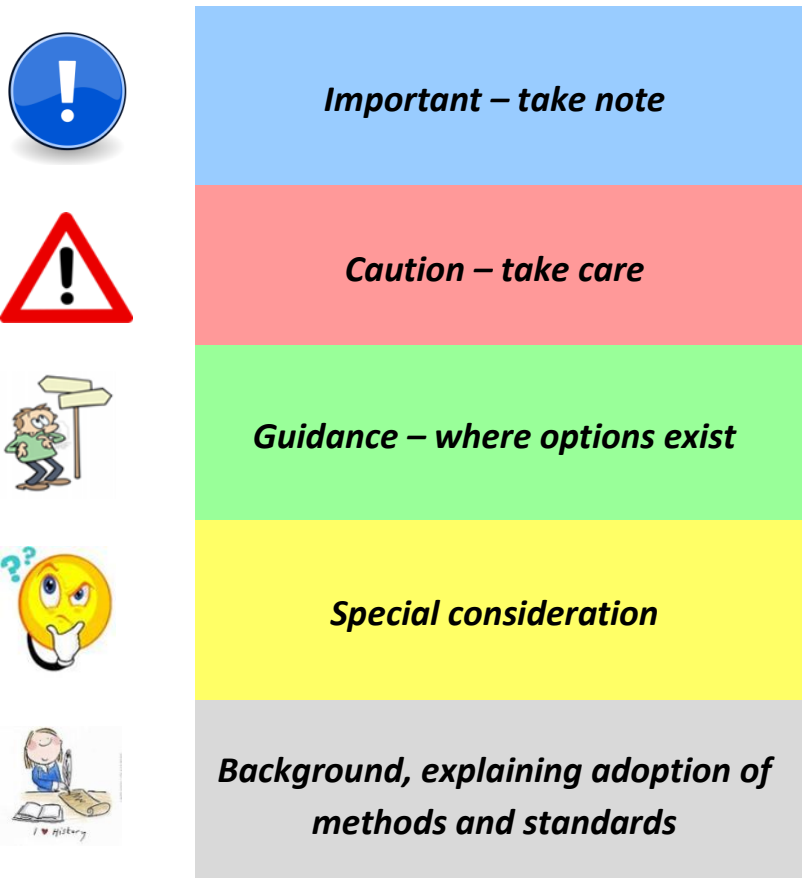 Important – take note
Caution – take care
Guidance – where options exist
??
Special consideration
Background, explaining adoption of
methods and standards
I ♥ History